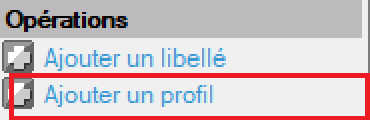 Opérations
Ajouter un libellé
Ajouter un profil